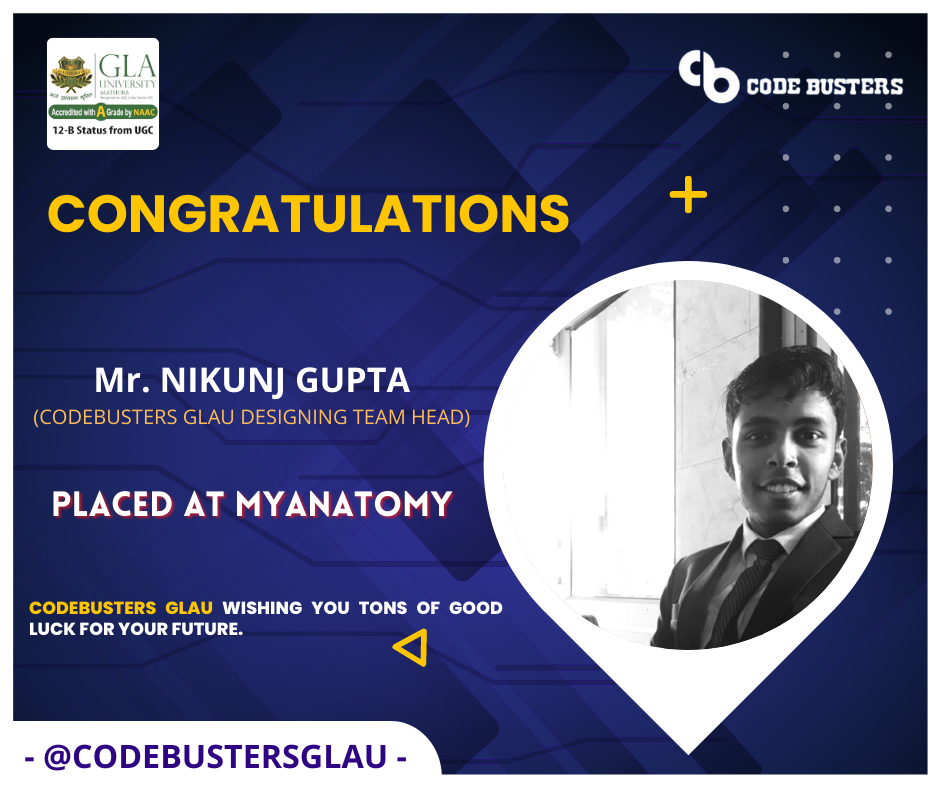 GLA
UNIVERSITY
MATHURA
Accredited with A Grade by NAAC
12-B Status from UGC
cb CODE BUSTERS
CONGRATULATIONS
Mr. NIKUNJ GUPTA
(CODEBUSTERS GLAU DESIGNING TEAM HEAD)
PLACED AT MYANATOMY
CODEBUSTERS GLAU WISHING YOU TONS OF GOOD
LUCK FOR YOUR FUTURE.
- @CODEBUSTERSGLAU -